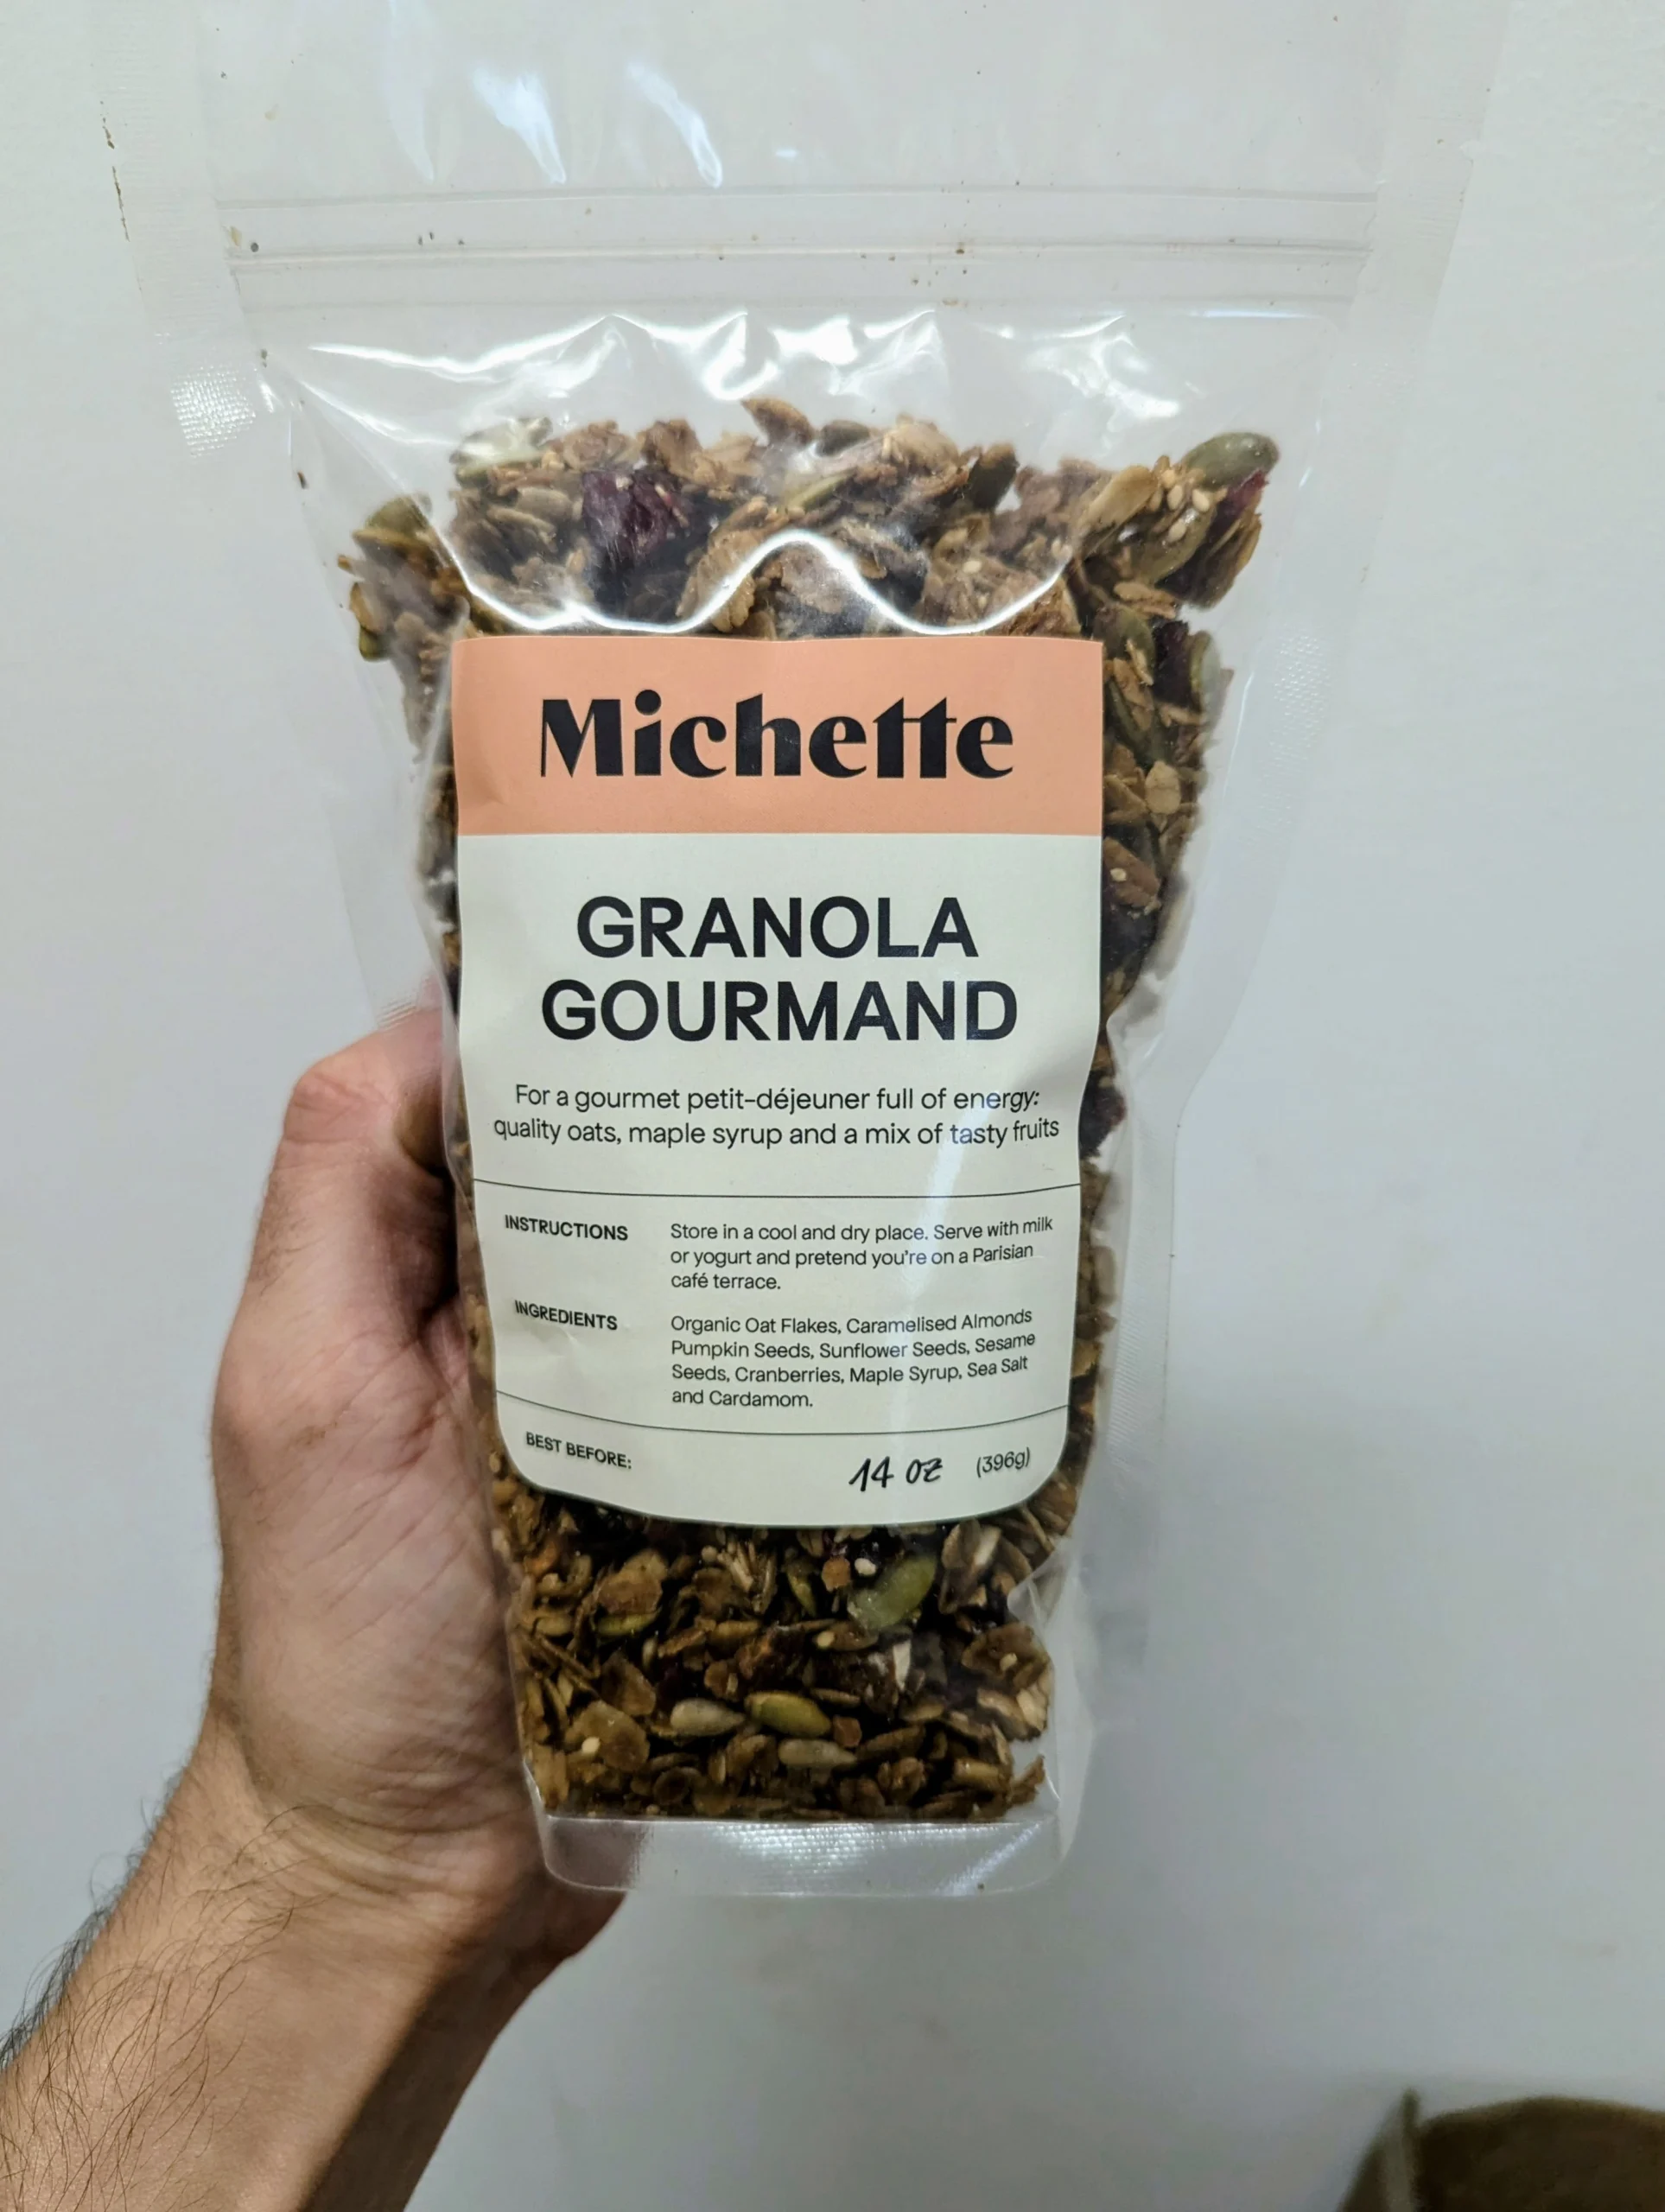 Michette
GRANOLA
GOURMAND
For a gourmet petit-déjeuner full of energy:
quality oats, maple syrup and a mix of tasty fruits
INSTRUCTIONS
Store in a cool and dry place. Serve with milk
or yogurt and pretend you're on a Parisian
café terrace.
INGREDIENTS
Organic Oat Flakes, Caramelised Almonds
Pumpkin Seeds, Sunflower Seeds, Sesame
Seeds, Cranberries, Maple Syrup, Sea Salt
and Cardamom.
BEST BEFORE:
14 oz (396g)